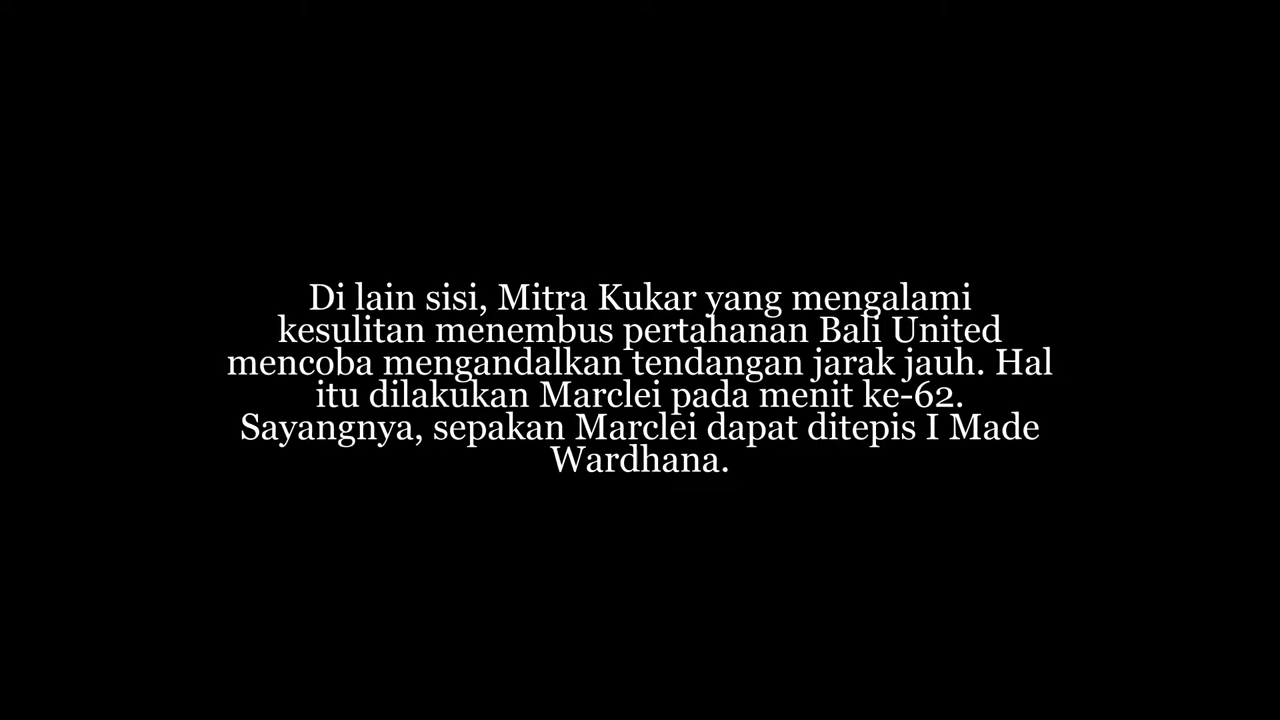 Di lain sisi, Mitra Kukar yang mengalami
kesulitan menembus pertahanan Bali United
mencoba mengandalkan tendangan jarak jauh. Hal
itu dilakukan Marclei pada menit ke-62.
Sayangnya, sepakan Marclei dapat ditepis I Made
Wardhana.